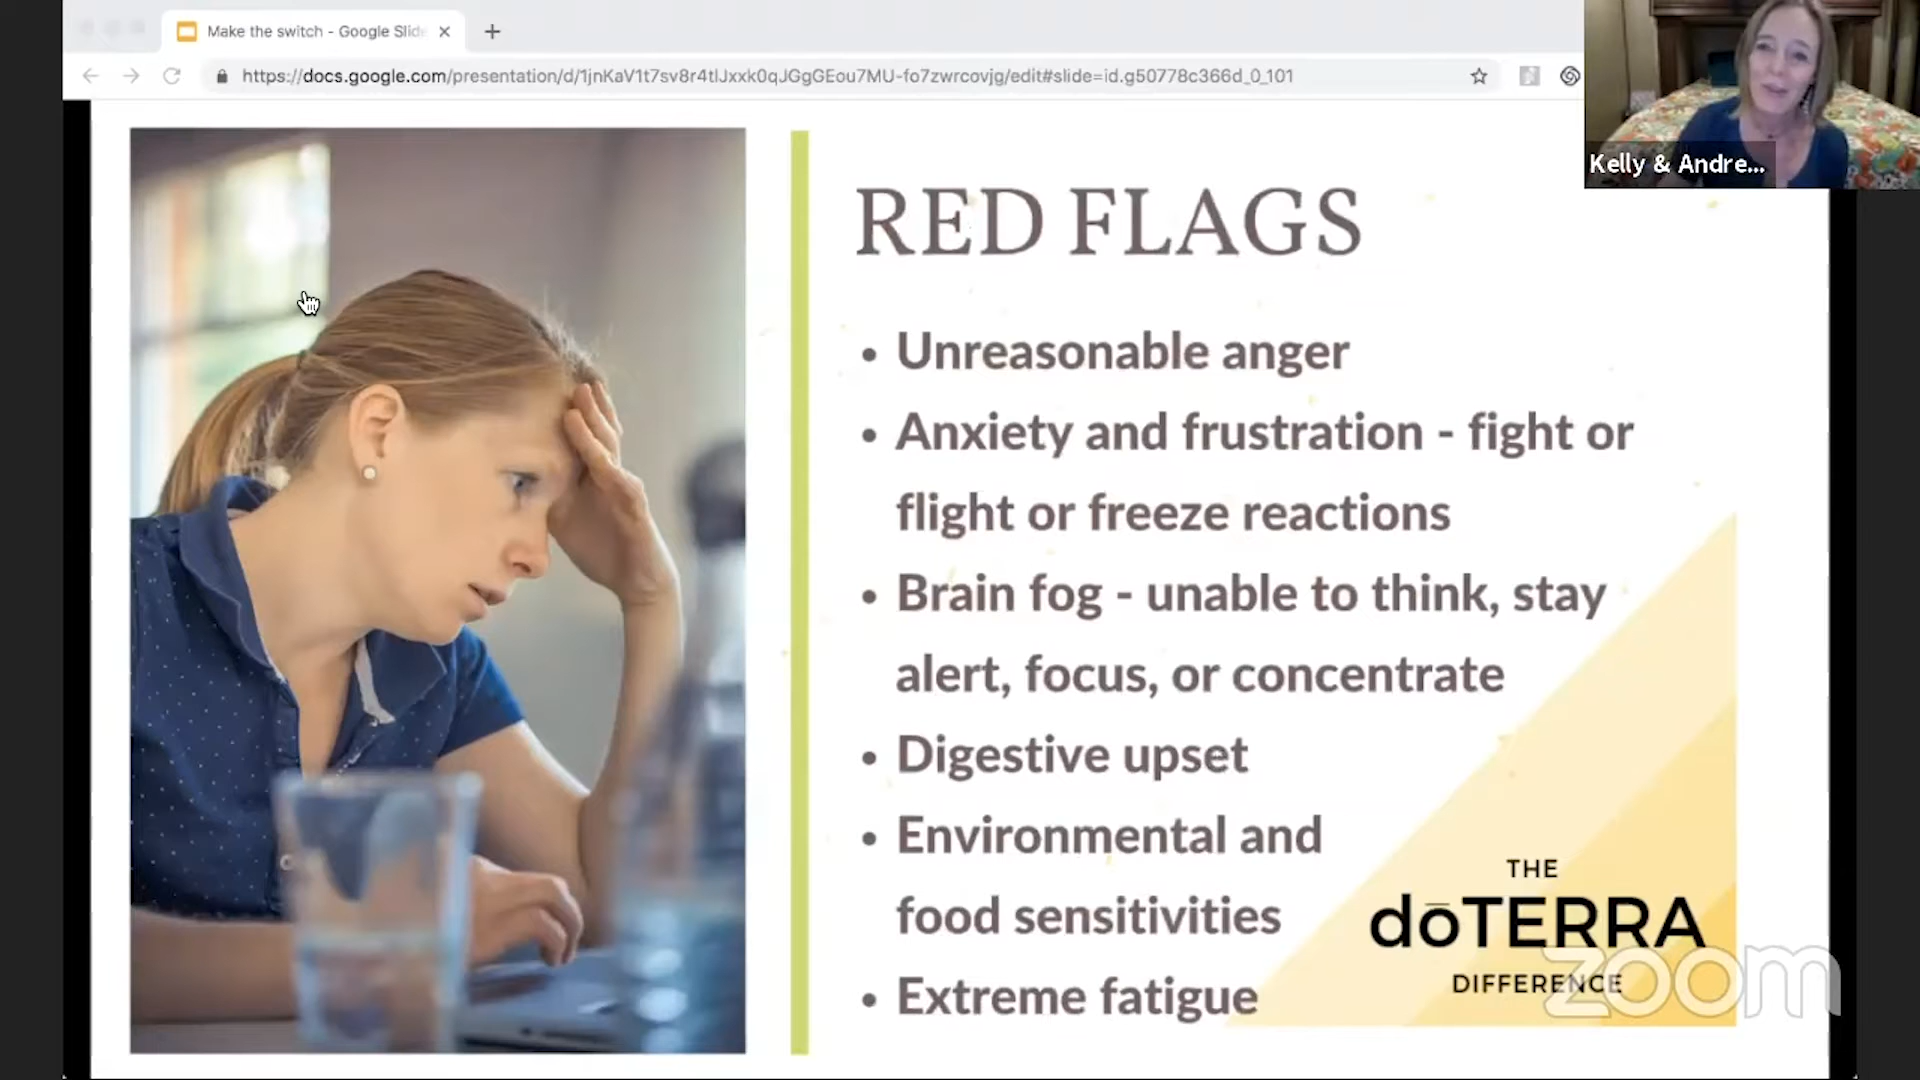 Make the switch - Google Slide
https://docs.google.com/presentation/d/1jnKaV1t7sv8r4tlJxxk0qJGgGEou7MU-fo7zwrcovjg/edit#slide=id.g50778c366d_0_101
Kelly & Andre...
RED FLAGS
• Unreasonable anger
• Anxiety and frustration - fight or
flight or freeze reactions
• Brain fog - unable to think, stay
alert, focus, or concentrate
• Digestive upset
• Environmental and
food sensitivities
• Extreme fatigue
THE
dōTERRA
DIFFERENCE
zoom